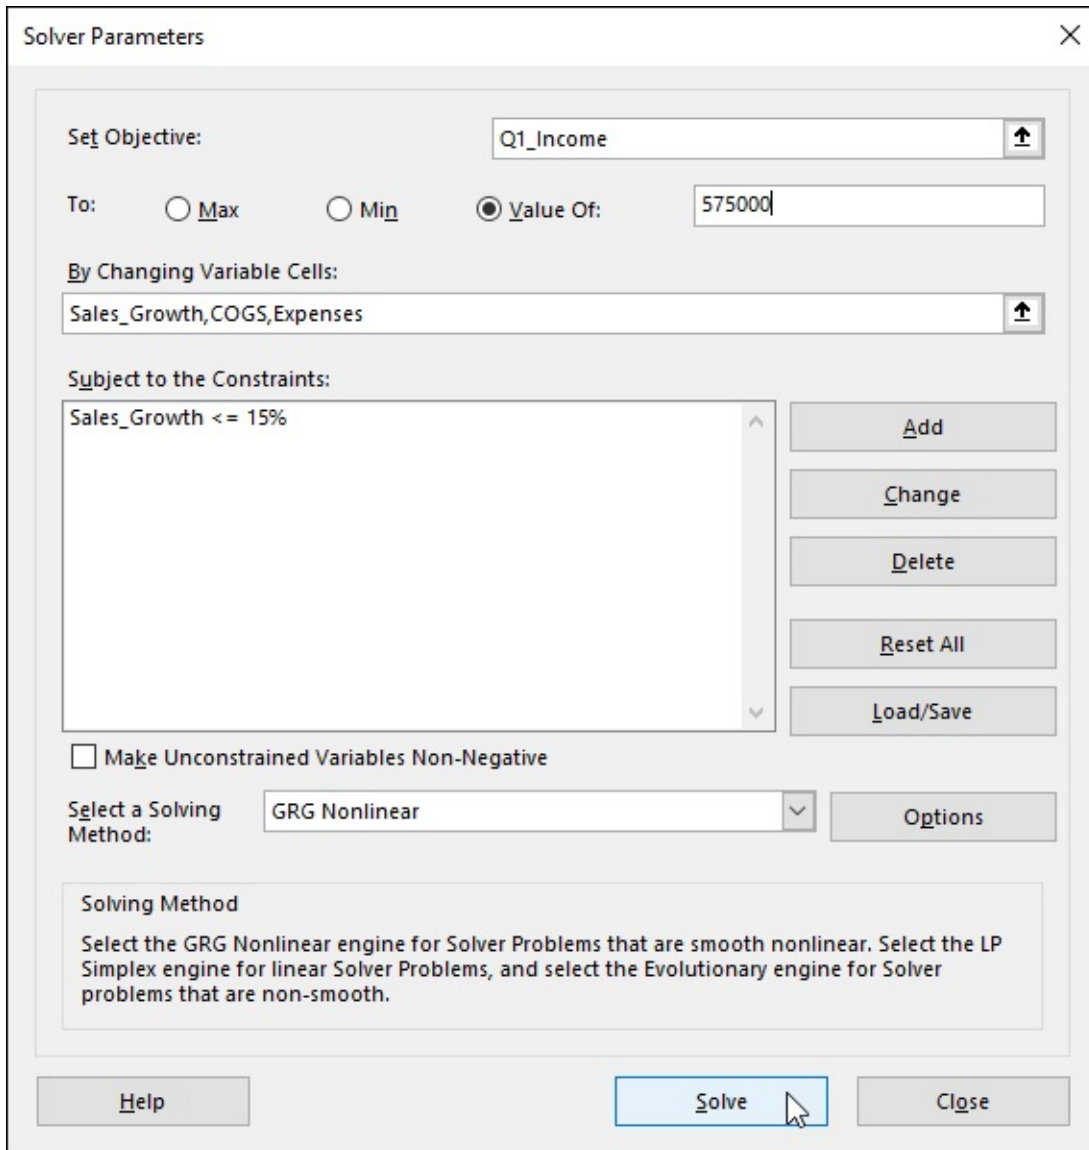 Solver Parameters
Set Objective:
Q1_Income
To:
Max
Min
Value Of:
575000
By Changing Variable Cells:
Sales_Growth,COGS,Expenses
Subject to the Constraints:
Sales_Growth <= 15%
Add
Change
Delete
Reset All
Load/Save
Make Unconstrained Variables Non-Negative
Select a Solving
Method:
GRG Nonlinear
Options
Solving Method
Select the GRG Nonlinear engine for Solver Problems that are smooth nonlinear. Select the LP
Simplex engine for linear Solver Problems, and select the Evolutionary engine for Solver
problems that are non-smooth.
Help
Solve
Close